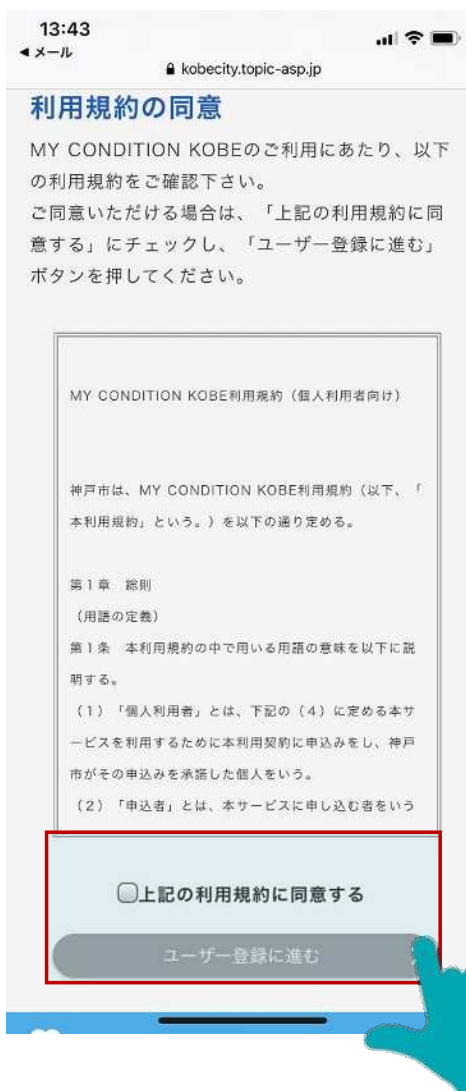 13:43
◀ メール
kobecity.topic-asp.jp
利用規約の同意
MY CONDITION KOBEのご利用にあたり、以下
の利用規約をご確認下さい。
ご同意いただける場合は、「上記の利用規約に同
意する」にチェックし、「ユーザー登録に進む」
ボタンを押してください。
MY CONDITION KOBE利用規約（個人利用者向け）
神戸市は、MY CONDITION KOBE利用規約（以下、「
本利用規約」という。）を以下の通り定める。
第1章 総則
（用語の定義）
第1条 本利用規約の中で用いる用語の意味を以下に説
明する。
（1）「個人利用者」とは、下記の（4）に定める本サ
ービスを利用するために本利用契約に申込みをし、神戸
市がその申込みを承諾した個人をいう。
（2）「申込者」とは、本サービスに申し込む者をいう
上記の利用規約に同意する
ユーザー登録に進む